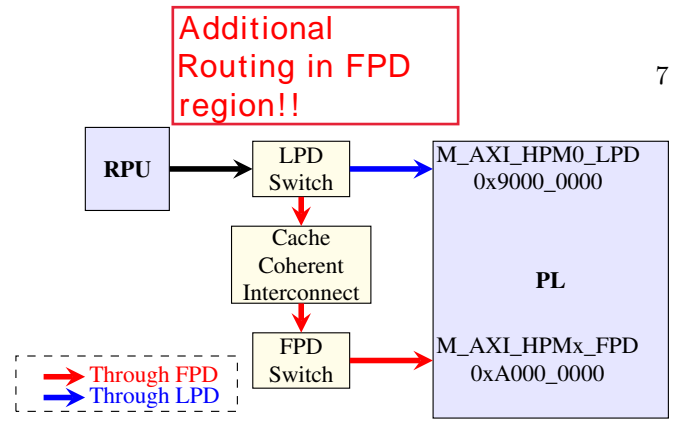 Additional
Routing in FPD
region!!
7
RPU
LPD
Switch
M_AXI_HPM0_LPD
0x9000_0000
Cache
Coherent
Interconnect
PL
FPD
Switch
M_AXI_HPMx_FPD
0xA000_0000
Through FPD
Through LPD